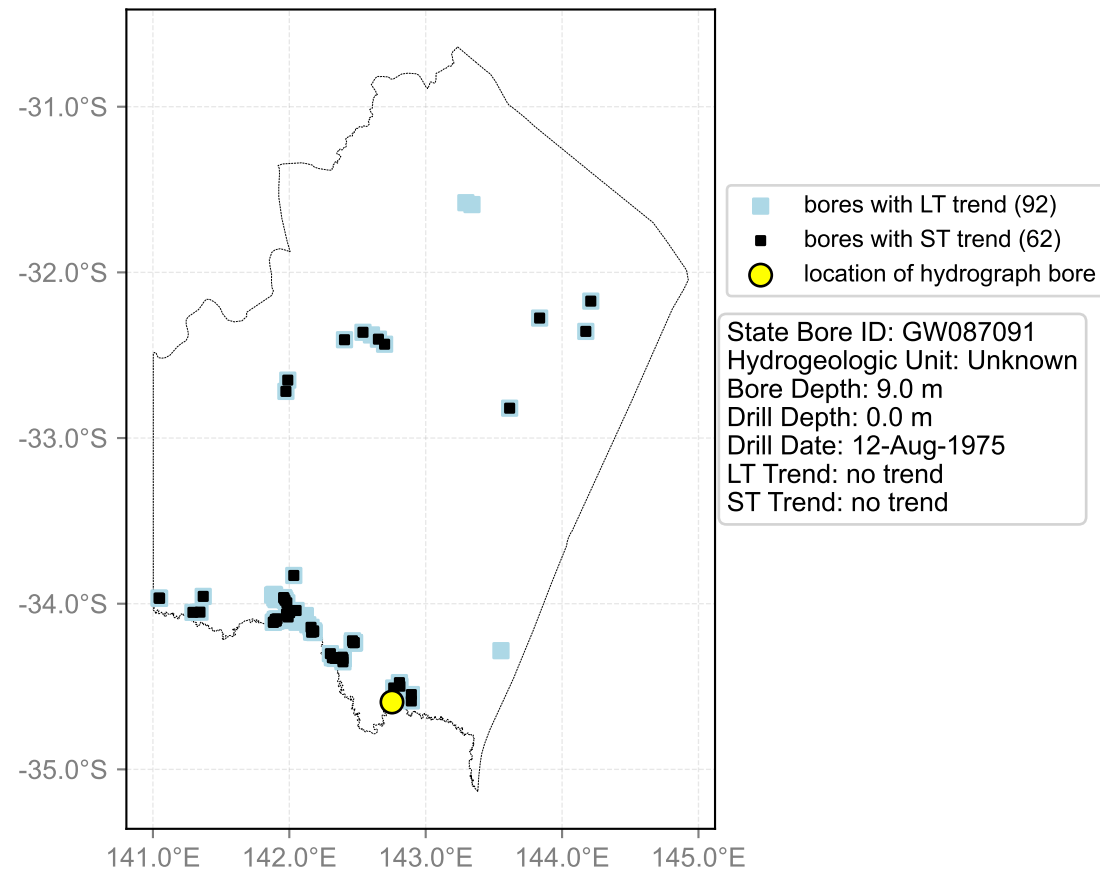 -31.0°S
-32.0°S
-33.0°S
-34.0°S
-35.0°S
141.0°E 142.0°E 143.0°E 144.0°E 145.0°E
bores with LT trend (92)
bores with ST trend (62)
location of hydrograph bore
State Bore ID: GW087091
Hydrogeologic Unit: Unknown
Bore Depth: 9.0 m
Drill Depth: 0.0 m
Drill Date: 12-Aug-1975
LT Trend: no trend
ST Trend: no trend